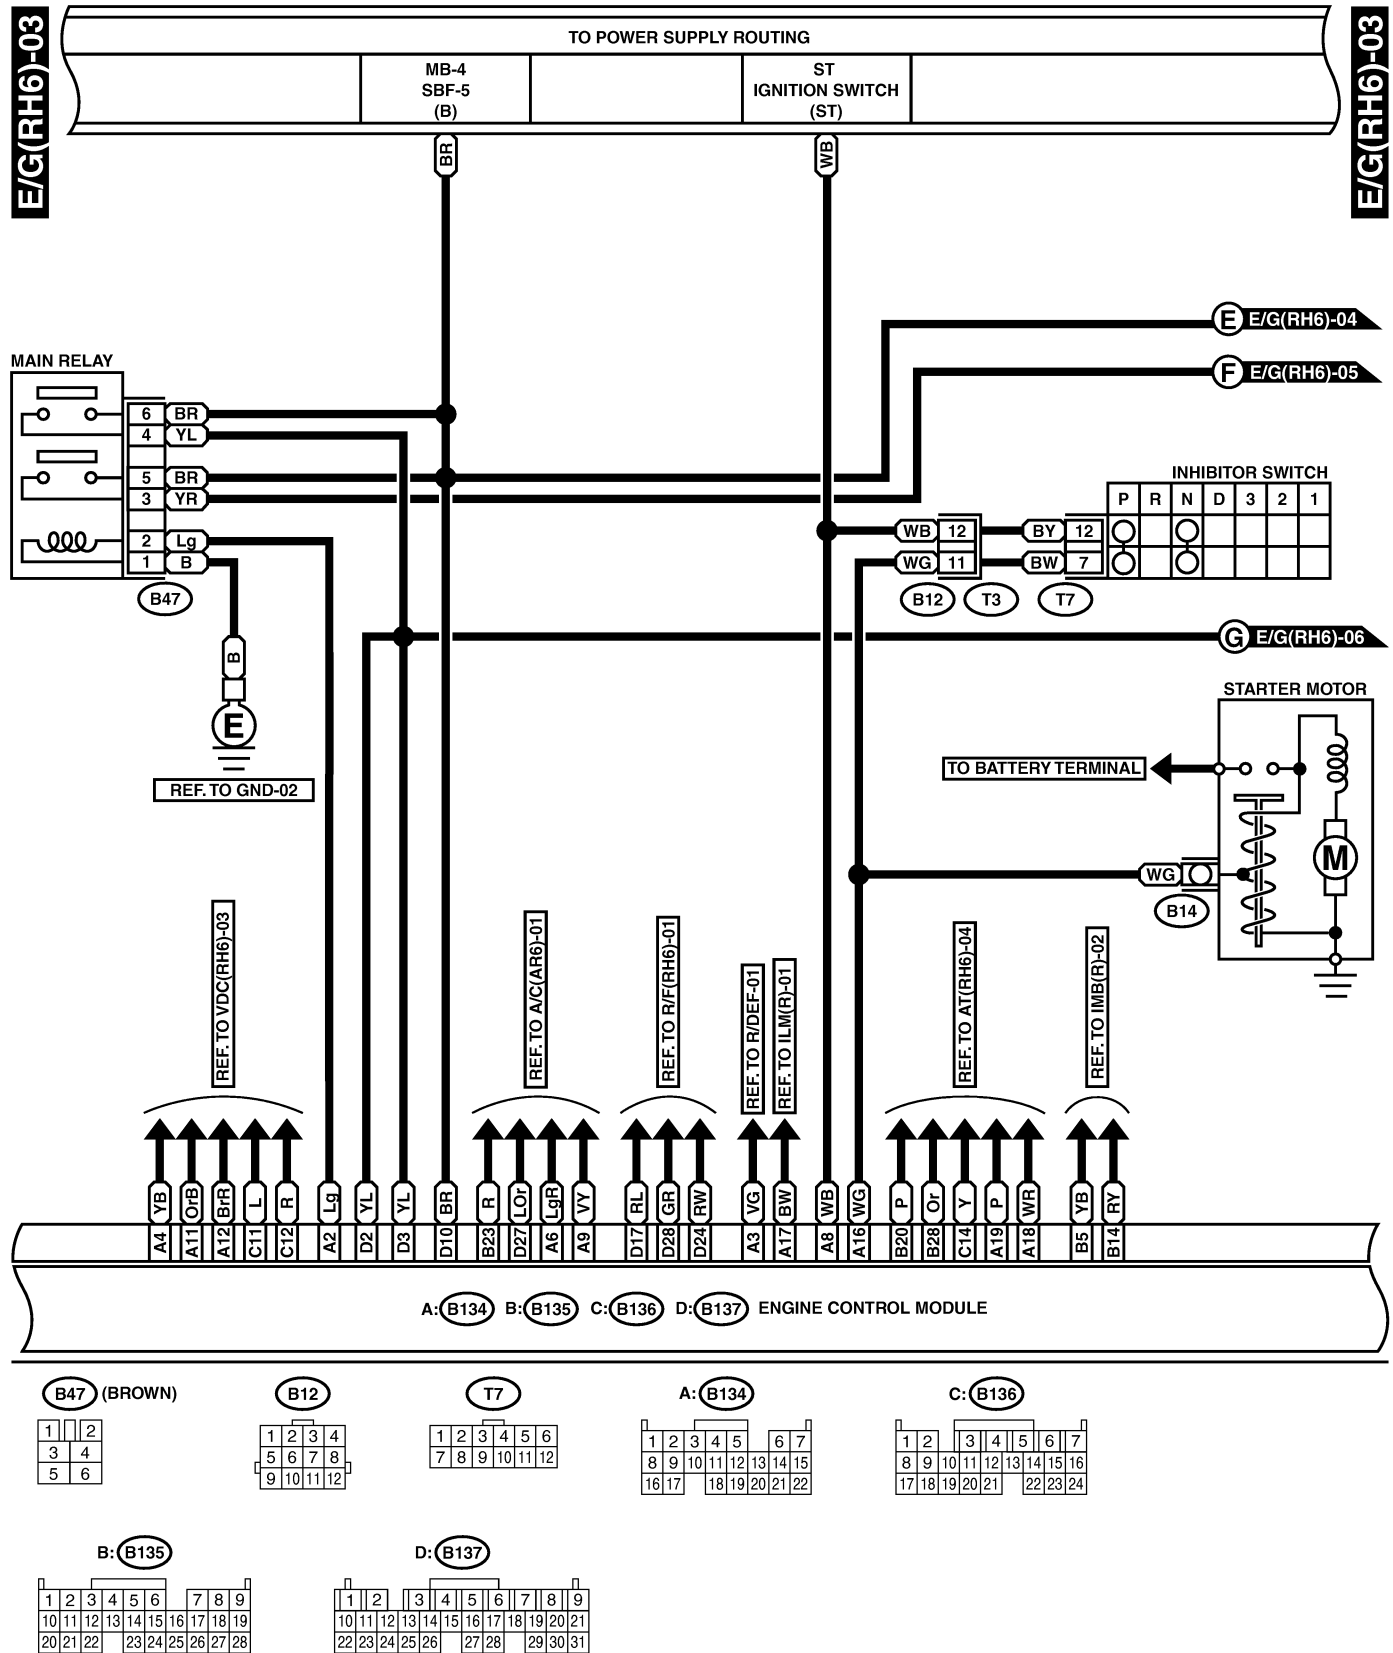 E/G(RH6)-03
E/G(RH6)-03
TO POWER SUPPLY ROUTING
MB-4
SBF-5
(B)
ST
IGNITION SWITCH
(ST)
BR
WB
E E/G(RH6)-04
F E/G(RH6)-05
MAIN RELAY
6 BR
4 YL
5 BR
3 YR
2 Lg
1 B
B47
INHIBITOR SWITCH
P R N D 3 2 1
WB 12 BY 12
WG 11 BW 7
B12 T3 T7
B
E
REF. TO GND-02
G E/G(RH6)-06
STARTER MOTOR
TO BATTERY TERMINAL
M
WG
B14
REF. TO VDC(RH6)-03
REF. TO A/C(AR6)-01
REF. TO R/F(RH6)-01
REF. TO R/DEF-01
REF. TO ILM(R)-01
REF. TO AT(RH6)-04
REF. TO IMB(R)-02
YB OrB BrR L R Lg YL YL BR R LOr LgR VY RL GR RW VG BW WB WG P Or Y P WR YB RY
A4 A11 A12 C11 C12 A2 D2 D3 D10 B23 D27 A6 A9 D17 D28 D24 A3 A17 A8 A16 B20 B28 C14 A19 A18 B5 B14
A: B134 B: B135 C: B136 D: B137 ENGINE CONTROL MODULE
B47 (BROWN)
1 2
3 4
5 6
B12
1 2 3 4
5 6 7 8
9 10 11 12
T7
1 2 3 4 5 6
7 8 9 10 11 12
A: B134
1 2 3 4 5 6 7
8 9 10 11 12 13 14 15
16 17 18 19 20 21 22
C: B136
1 2 3 4 5 6 7
8 9 10 11 12 13 14 15 16
17 18 19 20 21 22 23 24
B: B135
1 2 3 4 5 6 7 8 9
10 11 12 13 14 15 16 17 18 19
20 21 22 23 24 25 26 27 28
D: B137
1 2 3 4 5 6 7 8 9
10 11 12 13 14 15 16 17 18 19 20 21
22 23 24 25 26 27 28 29 30 31